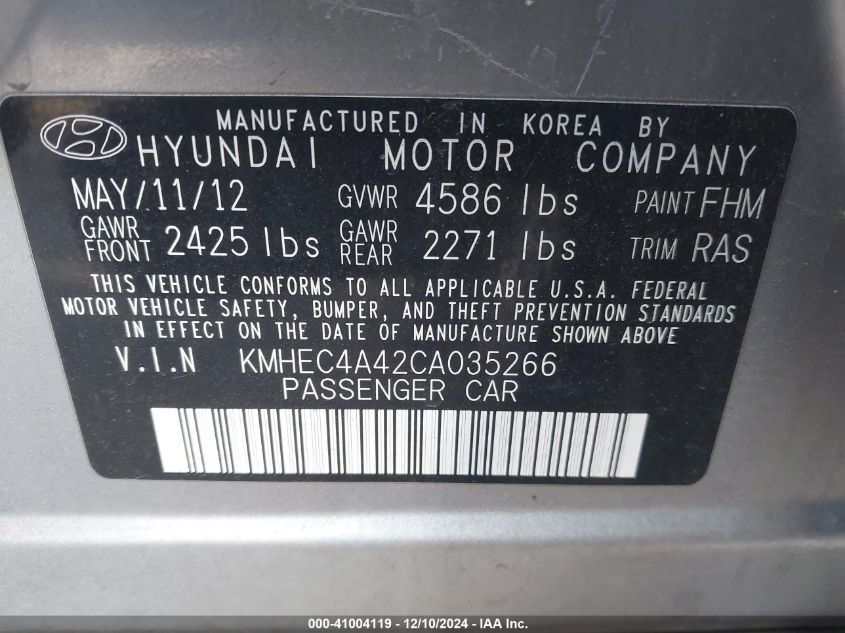 MANUFACTURED IN KOREA BY
HYUNDAI MOTOR COMPANY
MAY/11/12 GVWR 4586 lbs PAINT FHM
GAWR FRONT 2425 lbs GAWR REAR 2271 lbs TRIM RAS
THIS VEHICLE CONFORMS TO ALL APPLICABLE U.S.A. FEDERAL
MOTOR VEHICLE SAFETY, BUMPER, AND THEFT PREVENTION STANDARDS
IN EFFECT ON THE DATE OF MANUFACTURE SHOWN ABOVE
V.I.N KMHEC4A42CA035266
PASSENGER CAR
000-41004119 - 12/10/2024 - IAA Inc.